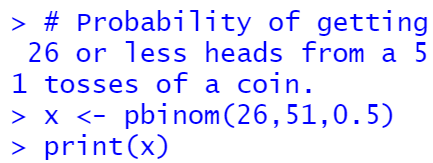 > # Probability of getting
 26 or less heads from a 5
1 tosses of a coin.
> x <- pbinom(26,51,0.5)
> print(x)